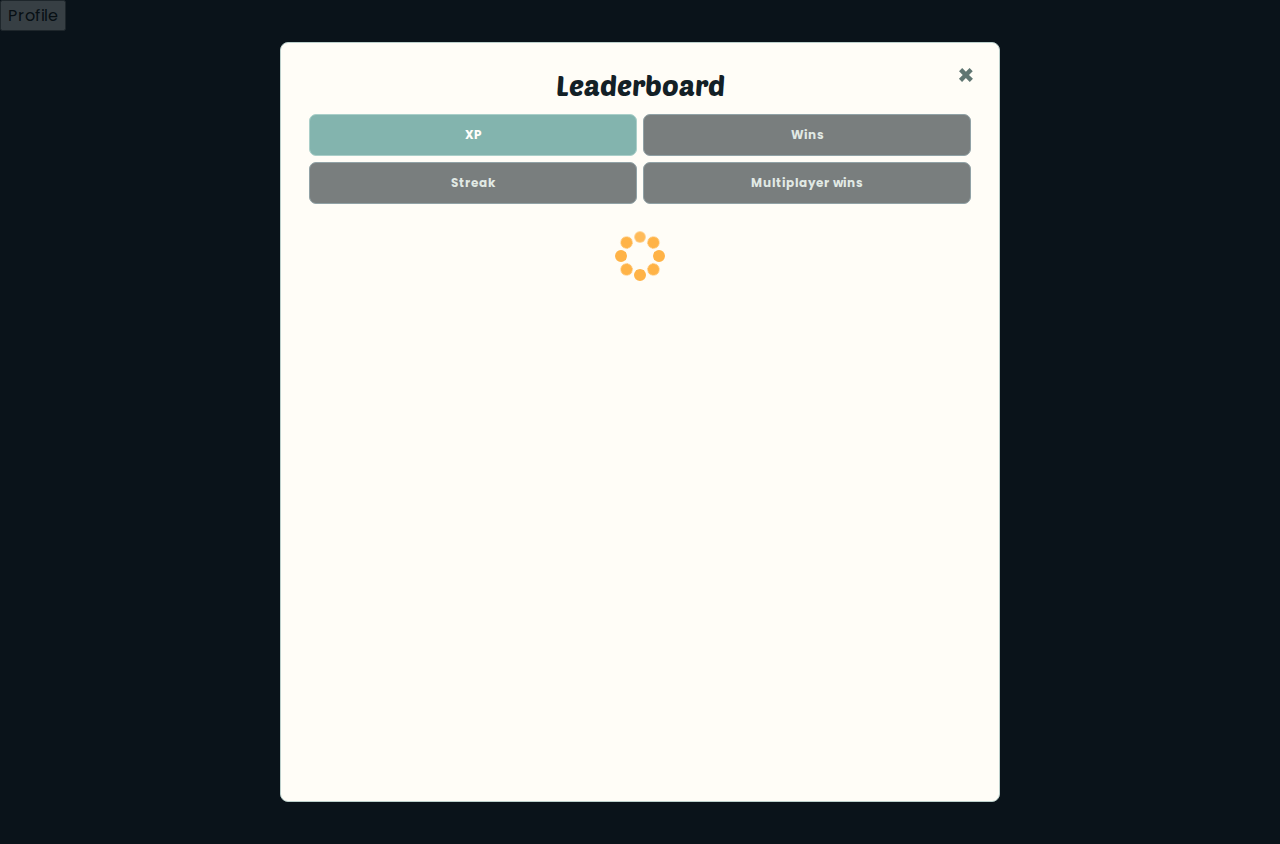 Profile
Leaderboard
✖
XP
Wins
Streak
Multiplayer wins